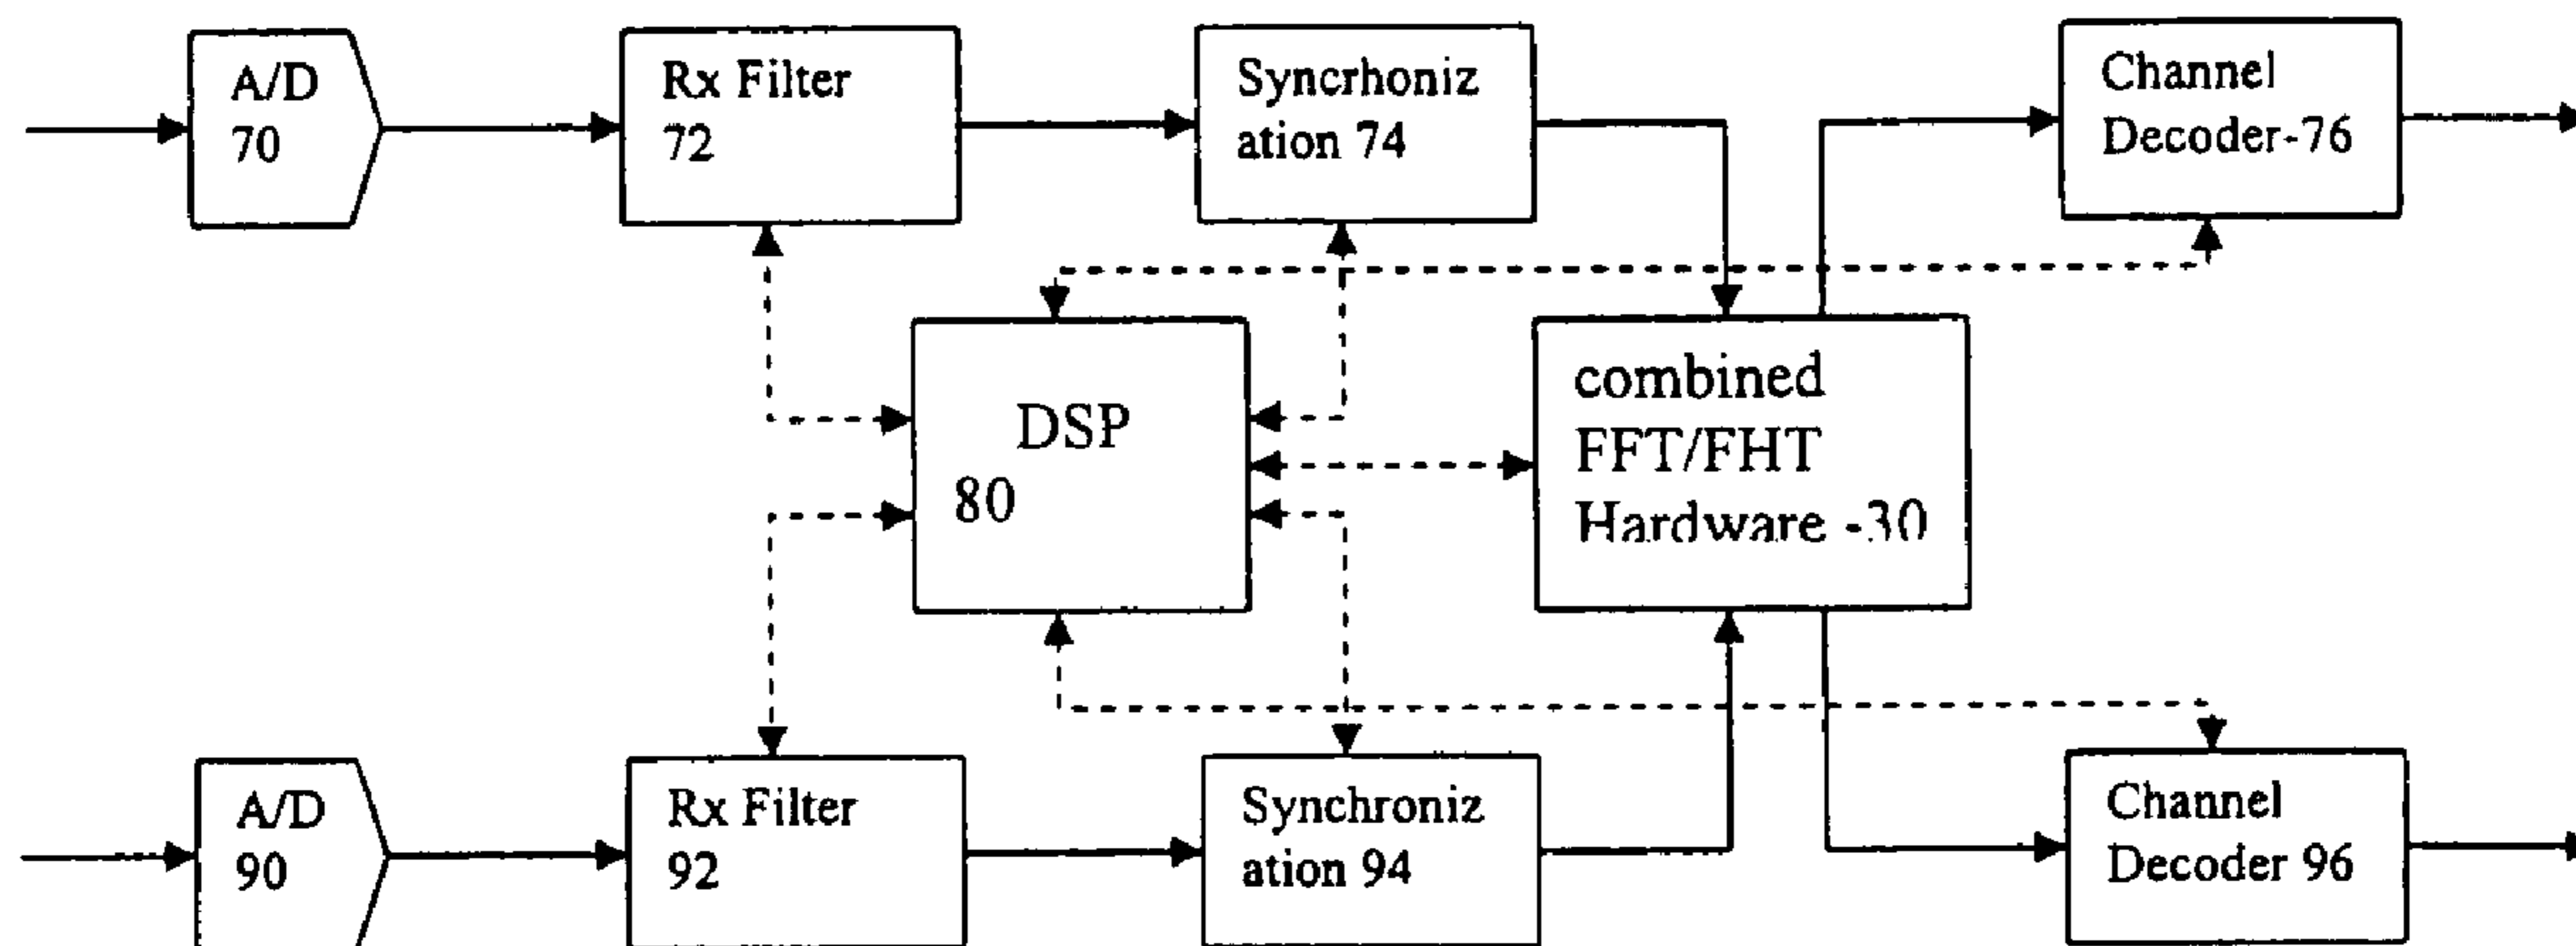 A/D
70
Rx Filter
72
Syncrhoniz
ation 74
Channel
Decoder-76
DSP
80
combined
FFT/FHT
Hardware -30
A/D
90
Rx Filter
92
Synchroniz
ation 94
Channel
Decoder 96